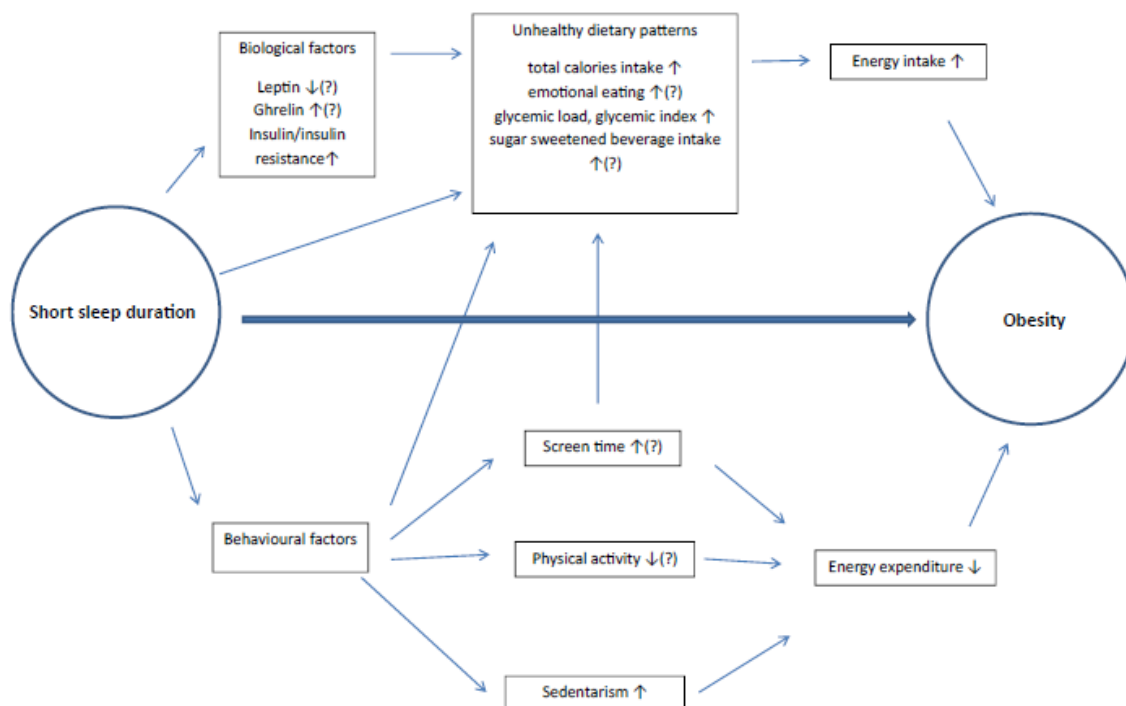 Biological factors
Leptin ↓(?)
Ghrelin ↑(?)
Insulin/insulin
resistance↑
Unhealthy dietary patterns
total calories intake ↑
emotional eating ↑(?)
glycemic load, glycemic index ↑
sugar sweetened beverage intake
↑(?)
Energy intake ↑
Short sleep duration
Obesity
Screen time ↑(?)
Behavioural factors
Physical activity ↓(?)
Energy expenditure ↓
Sedentarism ↑